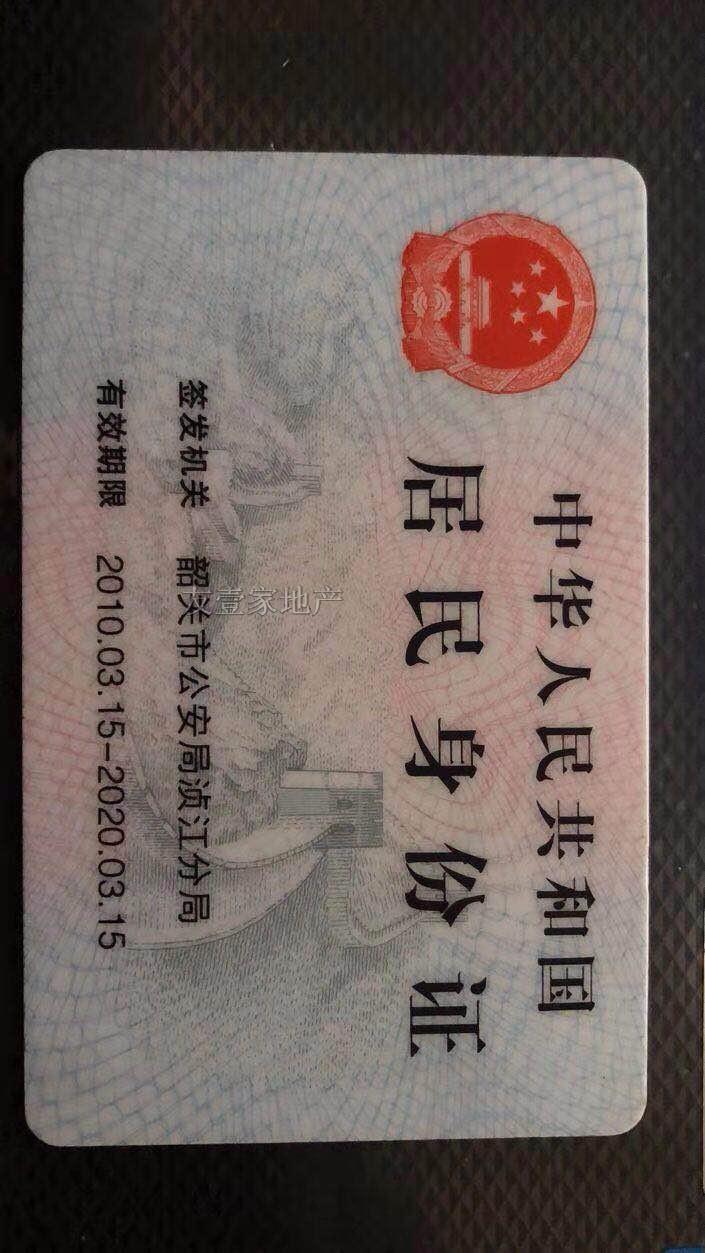 中华人民共和国
居民身份证
签发机关 韶关市公安局浈江分局
有效期限 2010.03.15-2020.03.15
壹家地产